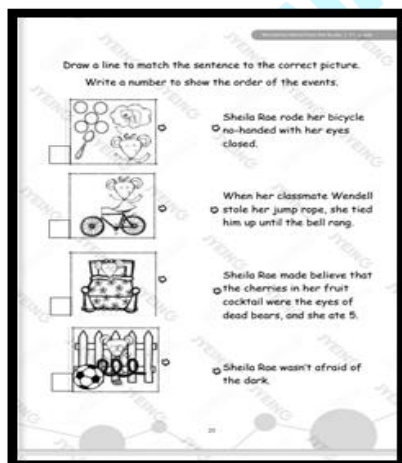 Draw a line to match the sentence to the correct picture.
Write a number to show the order of the events.
Sheila Rae rode her bicycle
no-handed with her eyes
closed.
When her classmate Wendell
stole her jump rope, she tied
him up until the bell rang.
Sheila Rae made believe that
the cherries in her fruit
cocktail were the eyes of
dead bears, and she ate 5.
Sheila Rae wasn't afraid of
the dark.
JYEING